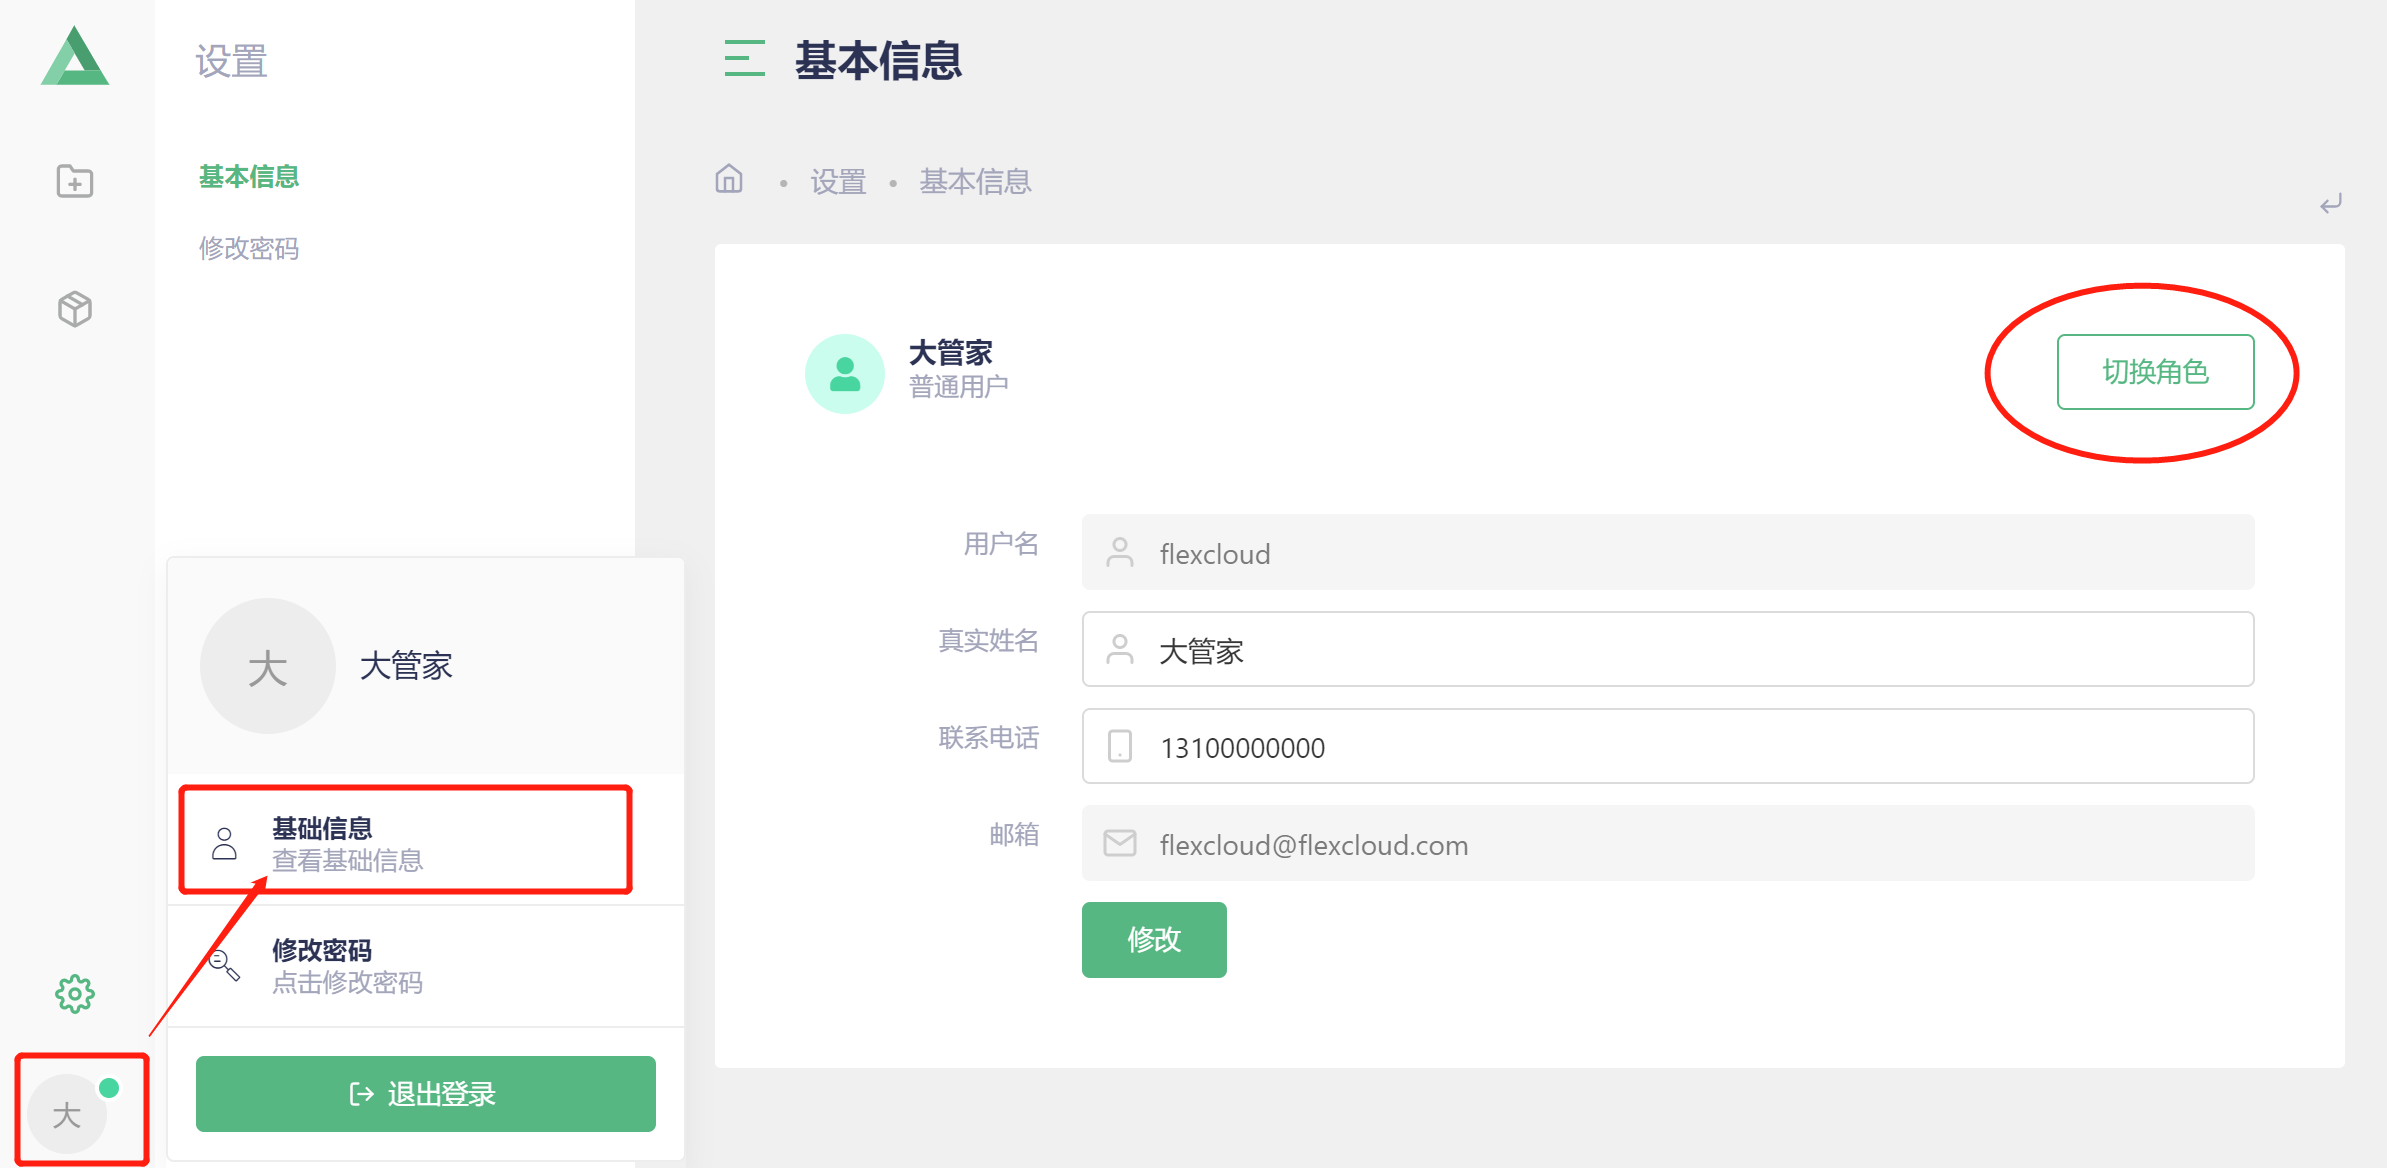 设置
基本信息
修改密码
基本信息
设置
基本信息
大管家
普通用户
切换角色
用户名
flexcloud
真实姓名
大管家
联系电话
13100000000
邮箱
flexcloud@flexcloud.com
修改
大
大管家
基础信息
查看基础信息
修改密码
点击修改密码
退出登录
大